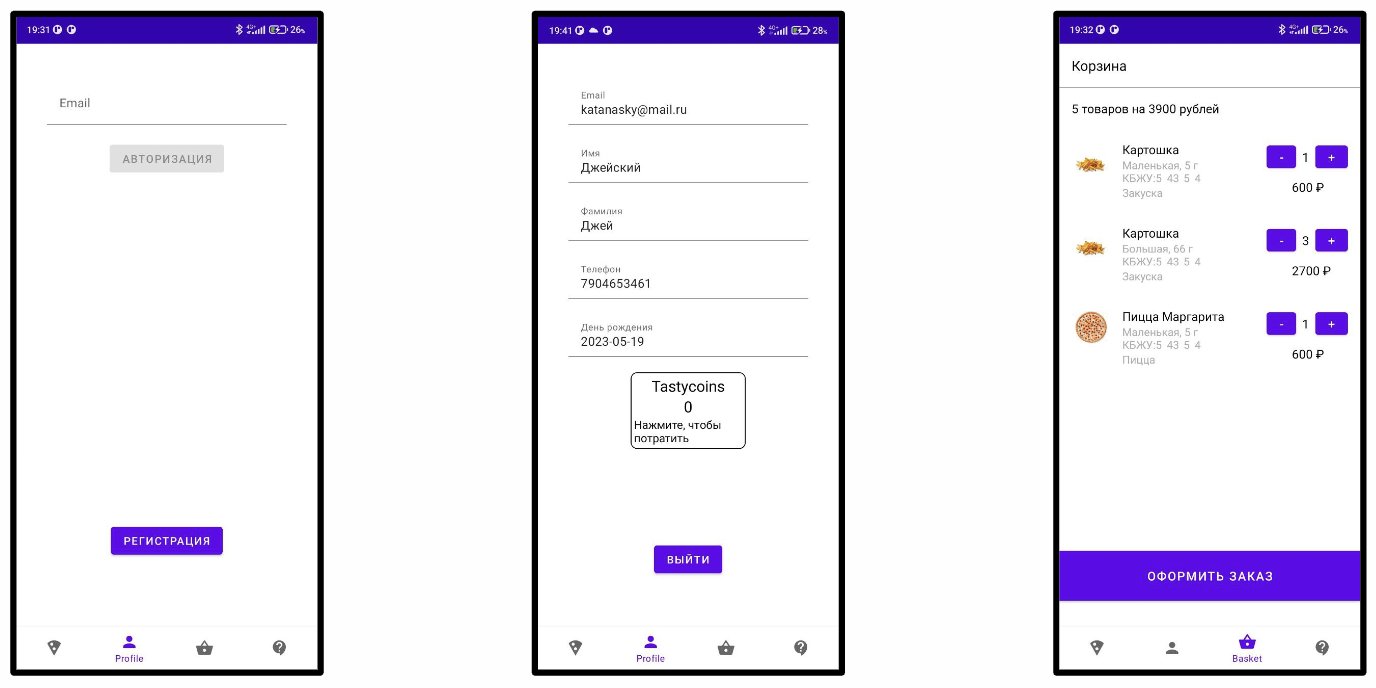 19:31
4G+
26%
Email
АВТОРИЗАЦИЯ
РЕГИСТРАЦИЯ
Profile
19:41
4G+
28%
Email
katanasky@mail.ru
Имя
Джейский
Фамилия
Джей
Телефон
7904653461
День рождения
2023-05-19
Tastycoins
0
Нажмите, чтобы
потратить
ВЫЙТИ
Profile
19:32
4G+
26%
Корзина
5 товаров на 3900 рублей
Картошка
Маленькая, 5 г
КБЖУ:5 43 5 4
Закуска
- 1 +
600 ₽
Картошка
Большая, 66 г
КБЖУ:5 43 5 4
Закуска
- 3 +
2700 ₽
Пицца Маргарита
Маленькая, 5 г
КБЖУ:5 43 5 4
Пицца
- 1 +
600 ₽
ОФОРМИТЬ ЗАКАЗ
Basket